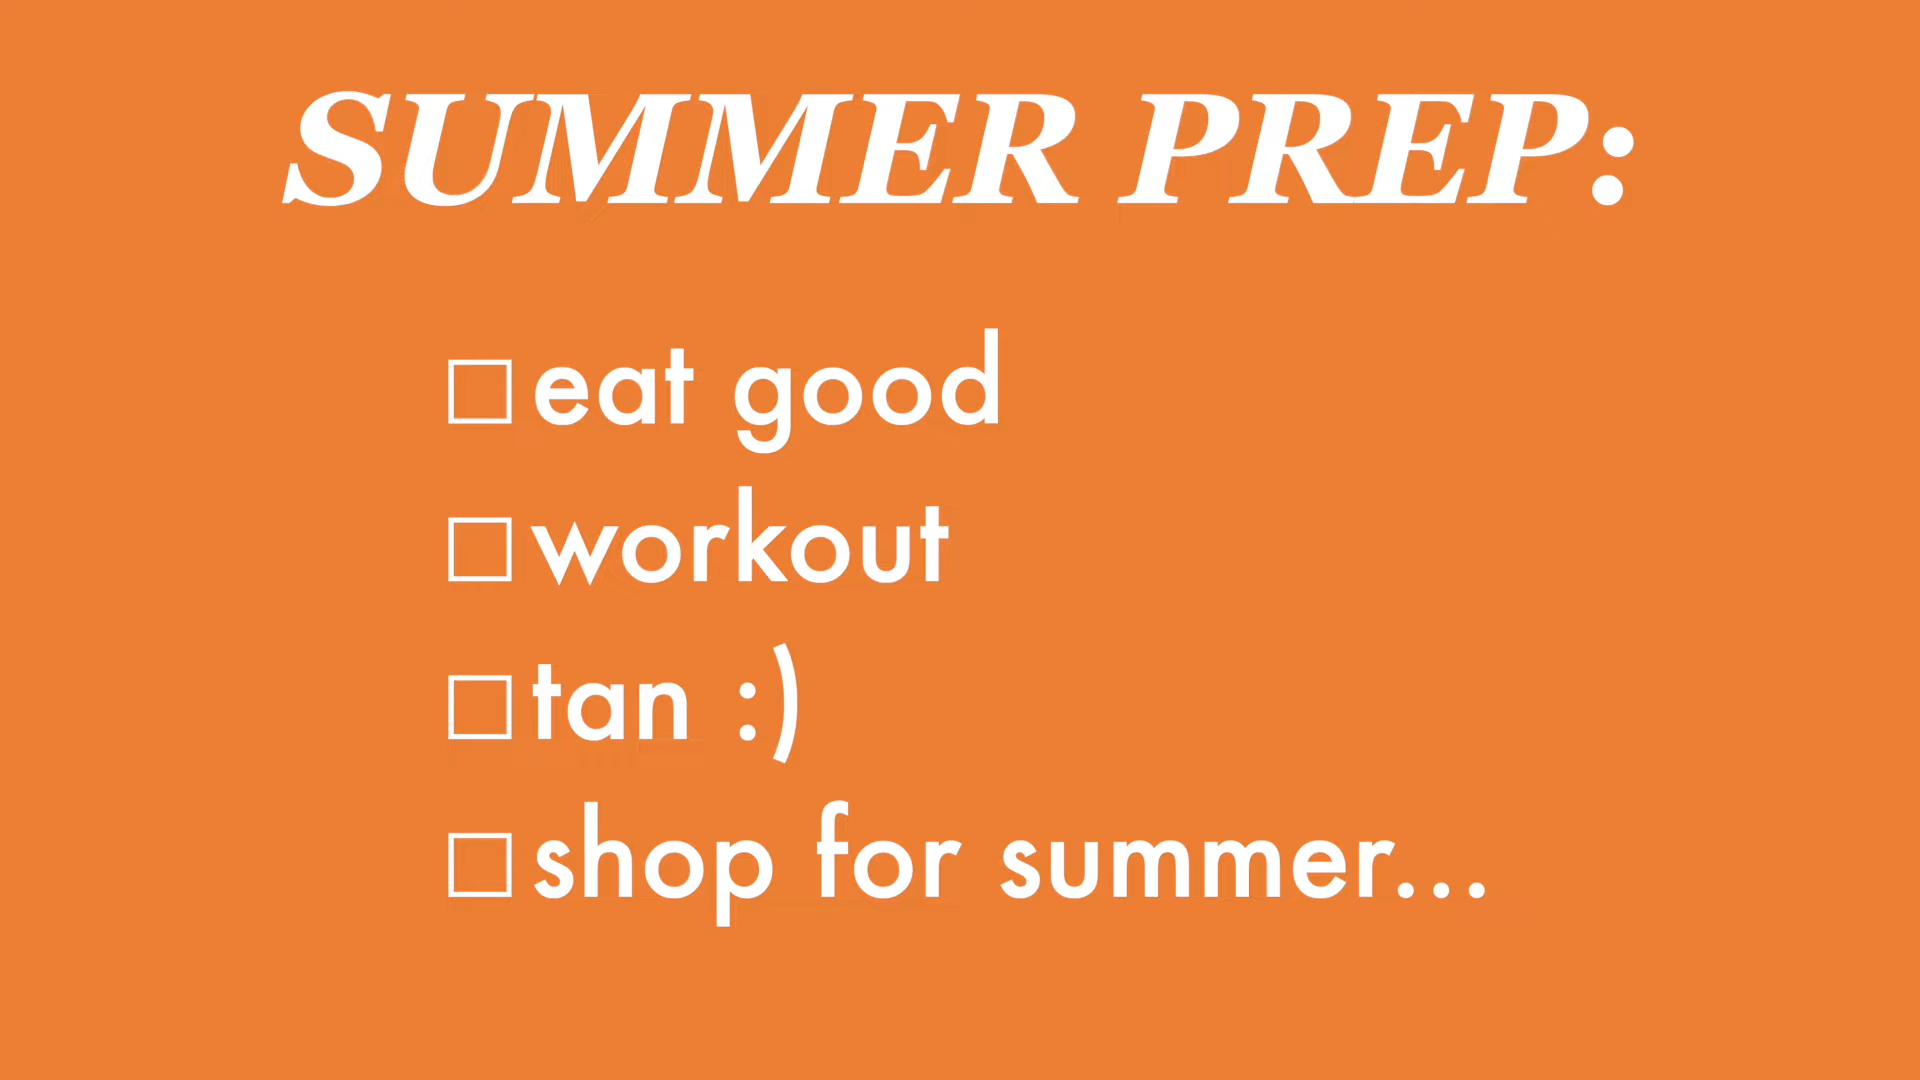 SUMMER PREP:
☐ eat good
☐ workout
☐ tan :)
☐ shop for summer...